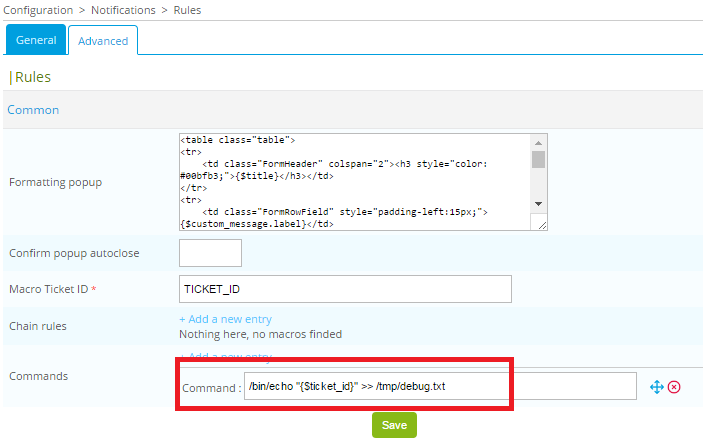 Configuration > Notifications > Rules
General Advanced
|Rules
Common
Formatting popup
<table class="table">
<tr>
<td class="FormHeader" colspan="2"><h3 style="color:
#00bfb3;">{$title}</h3></td>
</tr>
<tr>
<td class="FormRowField" style="padding-left:15px;">
{$custom_message.label}</td>
Confirm popup autoclose
Macro Ticket ID * TICKET_ID
Chain rules
+ Add a new entry
Nothing here, no macros finded
Commands
+ Add a new entry
Command : /bin/echo "{$ticket_id}" >> /tmp/debug.txt
Save